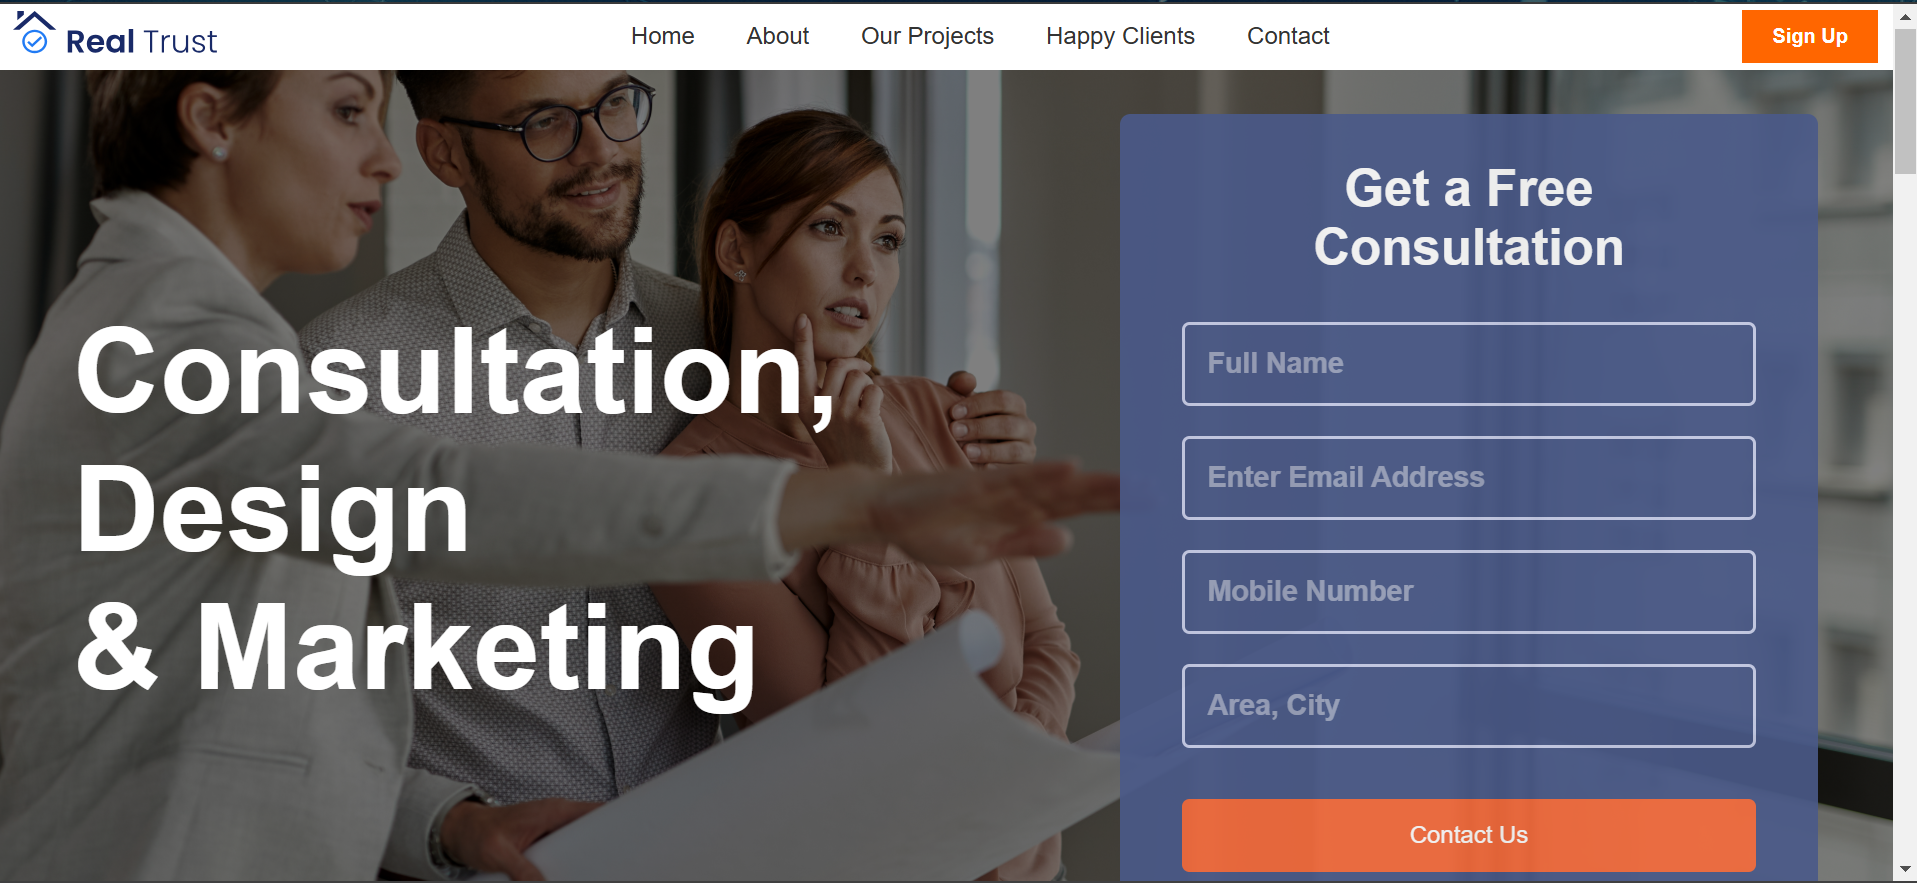 Real Trust
Home About Our Projects Happy Clients Contact
Sign Up
Consultation,
Design
& Marketing
Get a Free
Consultation
Full Name
Enter Email Address
Mobile Number
Area, City
Contact Us